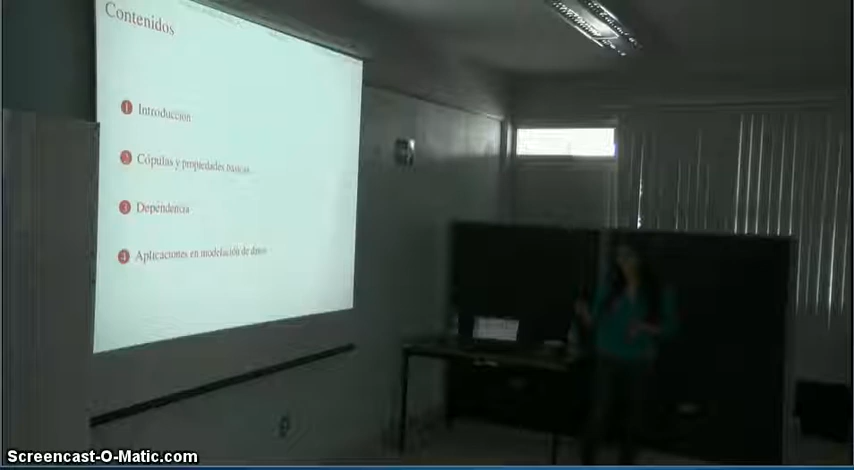 Contenidos
1 Introducción
2 Cópulas y propiedades básicas
3 Dependencia
4 Aplicaciones en modelación de datos
Screencast-O-Matic.com